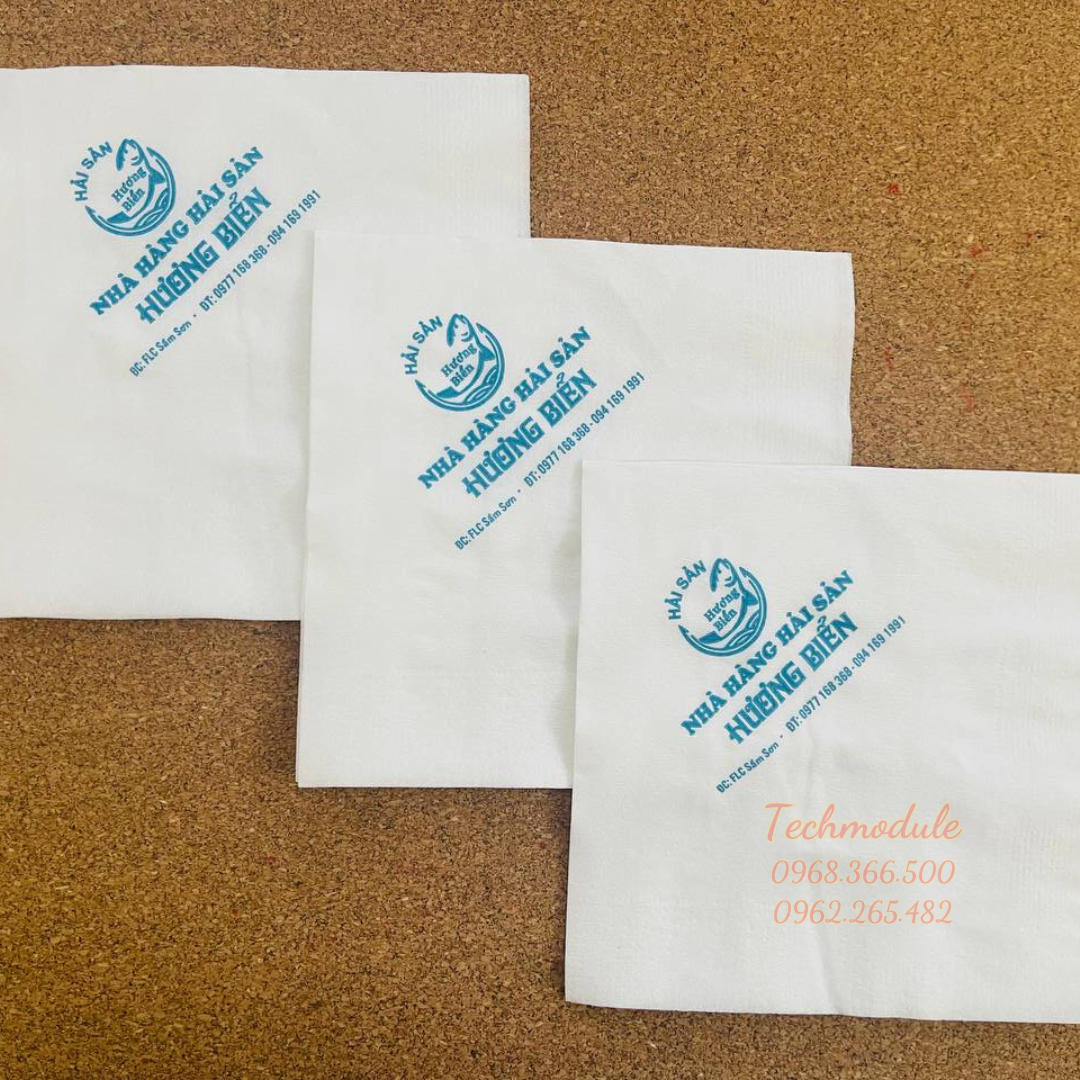 HẢI SẢN
Hương
Biển
NHÀ HÀNG HẢI SẢN
HƯƠNG BIỂN
ĐC: FLC Sầm Sơn - ĐT: 0977 168 368 - 094 169 1991
HẢI SẢN
Hương
Biển
NHÀ HÀNG HẢI SẢN
HƯƠNG BIỂN
ĐC: FLC Sầm Sơn - ĐT: 0977 168 368 - 094 169 1991
HẢI SẢN
Hương
Biển
NHÀ HÀNG HẢI SẢN
HƯƠNG BIỂN
ĐC: FLC Sầm Sơn - ĐT: 0977 168 368 - 094 169 1991
Techmodule
0968.366.500
0962.265.482